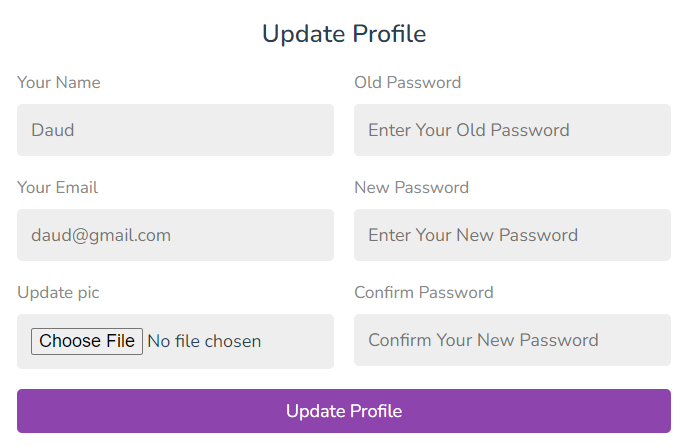 Update Profile
Your Name
Daud
Your Email
daud@gmail.com
Update pic
Choose File No file chosen
Old Password
Enter Your Old Password
New Password
Enter Your New Password
Confirm Password
Confirm Your New Password
Update Profile